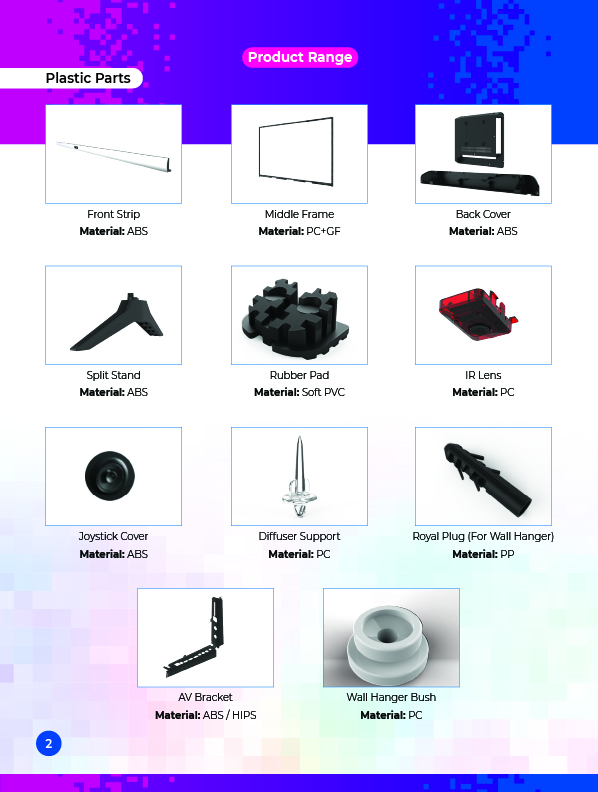 Product Range
Plastic Parts
Front Strip
Material: ABS
Middle Frame
Material: PC+GF
Back Cover
Material: ABS
Split Stand
Material: ABS
Rubber Pad
Material: Soft PVC
IR Lens
Material: PC
Joystick Cover
Material: ABS
Diffuser Support
Material: PC
Royal Plug (For Wall Hanger)
Material: PP
AV Bracket
Material: ABS / HIPS
Wall Hanger Bush
Material: PC
2